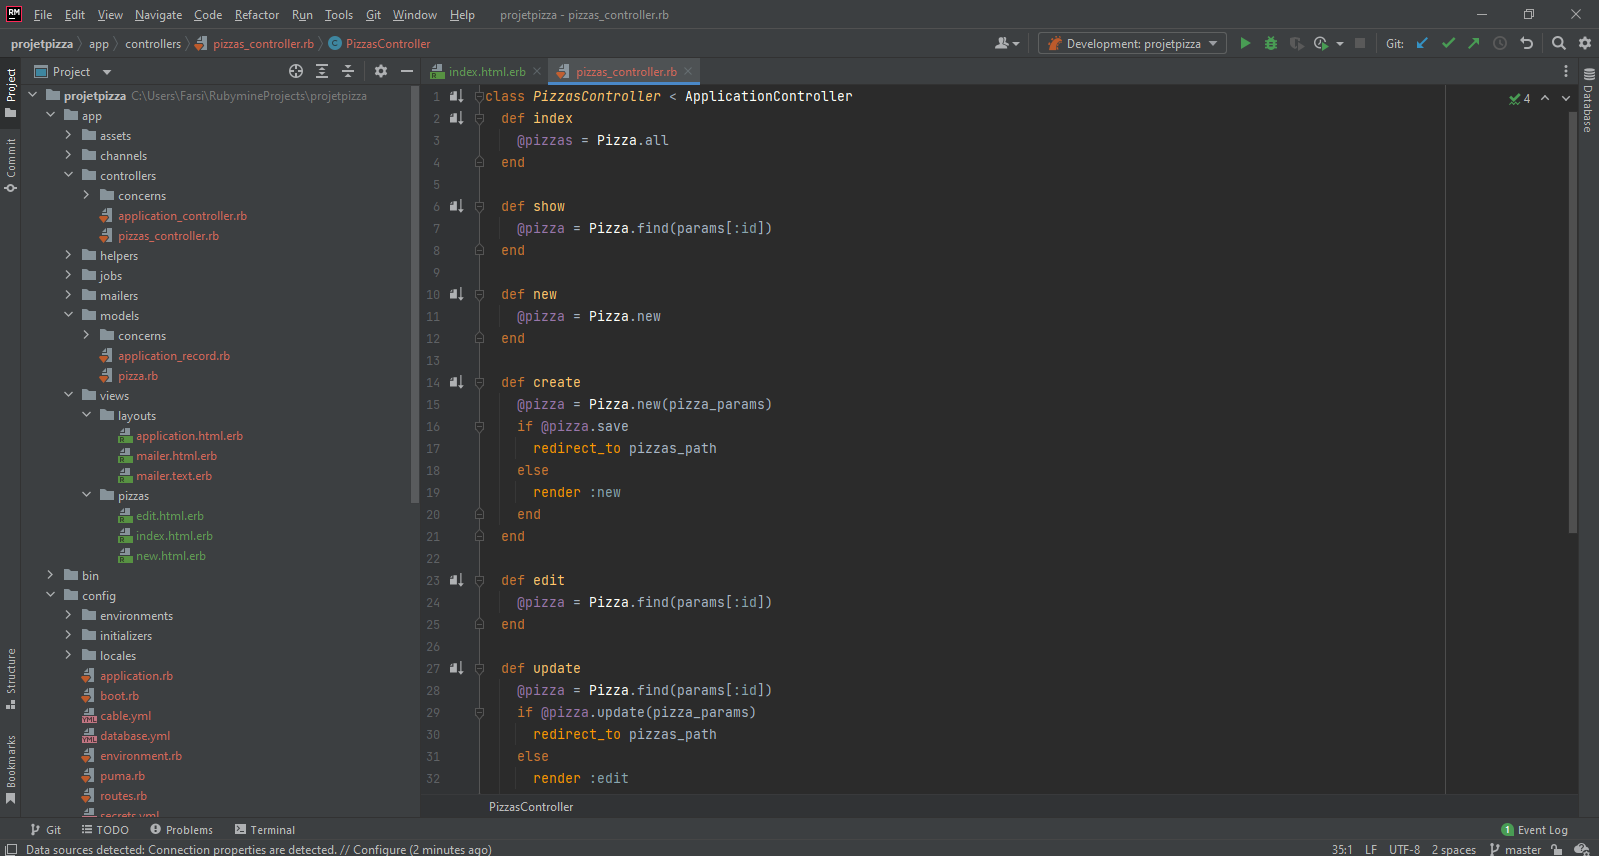 RM File Edit View Navigate Code Refactor Run Tools Git Window Help projetpizza - pizzas_controller.rb
projetpizza app controllers pizzas_controller.rb C PizzasController Development: projetpizza Git:
Project index.html.erb pizzas_controller.rb
Project
Commit
Structure
Bookmarks
Database
projetpizza C:\Users\Farsi\RubymineProjects\projetpizza
app
assets
channels
controllers
concerns
application_controller.rb
pizzas_controller.rb
helpers
jobs
mailers
models
concerns
application_record.rb
pizza.rb
views
layouts
application.html.erb
mailer.html.erb
mailer.text.erb
pizzas
edit.html.erb
index.html.erb
new.html.erb
bin
config
environments
initializers
locales
application.rb
boot.rb
cable.yml
database.yml
environment.rb
puma.rb
routes.rb
secrets.yml
4
1 class PizzasController < ApplicationController
2 def index
3 @pizzas = Pizza.all
4 end
5
6 def show
7 @pizza = Pizza.find(params[:id])
8 end
9
10 def new
11 @pizza = Pizza.new
12 end
13
14 def create
15 @pizza = Pizza.new(pizza_params)
16 if @pizza.save
17 redirect_to pizzas_path
18 else
19 render :new
20 end
21 end
22
23 def edit
24 @pizza = Pizza.find(params[:id])
25 end
26
27 def update
28 @pizza = Pizza.find(params[:id])
29 if @pizza.update(pizza_params)
30 redirect_to pizzas_path
31 else
32 render :edit
PizzasController
Git TODO Problems Terminal 1 Event Log
Data sources detected: Connection properties are detected. // Configure (2 minutes ago) 35:1 LF UTF-8 2 spaces master